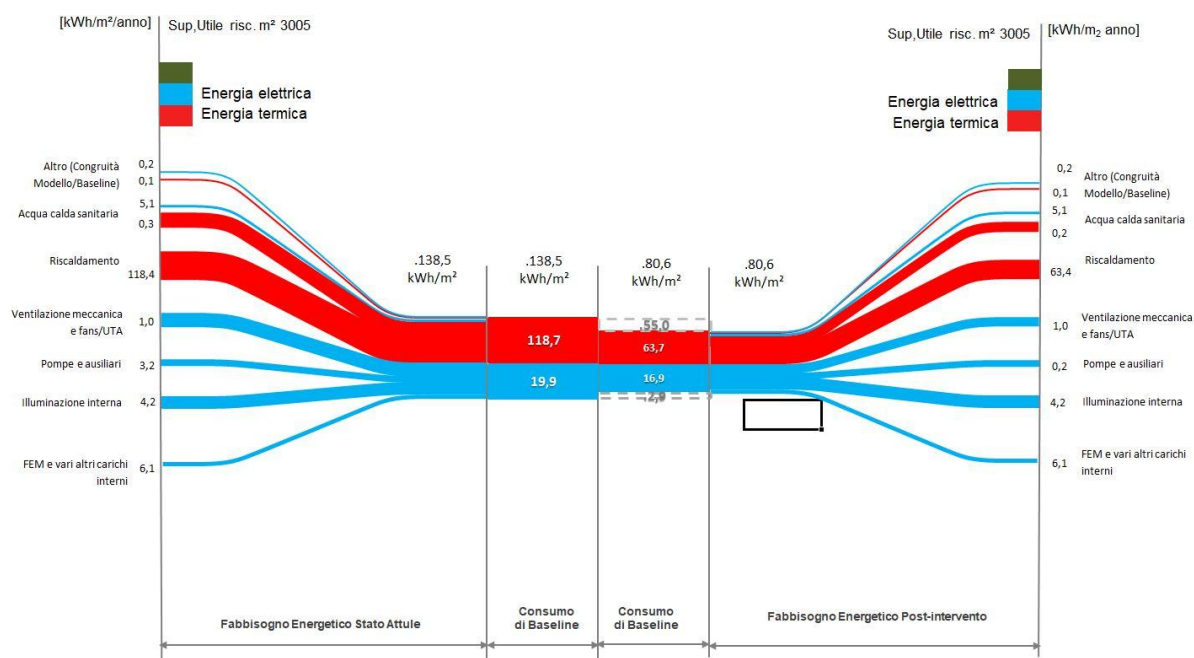 [kWh/m²/anno]
Sup,Utile risc. m² 3005
Energia elettrica
Energia termica
Sup,Utile risc. m² 3005
[kWh/m₂ anno]
Energia elettrica
Energia termica
Altro (Congruità
Modello/Baseline)
0,2
0,1
Acqua calda sanitaria
5,1
0,3
Riscaldamento
118,4
Ventilazione meccanica
e fans/UTA
1,0
Pompe e ausiliari
3,2
Illuminazione interna
4,2
FEM e vari altri carichi
interni
6,1
.138,5
kWh/m²
.138,5
kWh/m²
.80,6
kWh/m²
.80,6
kWh/m²
118,7
19,9
.55,0
63,7
16,9
.2,9
0,2
0,1
Altro (Congruità
Modello/Baseline)
5,1
0,2
Acqua calda sanitaria
Riscaldamento
63,4
Ventilazione meccanica
e fans/UTA
1,0
Pompe e ausiliari
0,2
Illuminazione interna
4,2
FEM e vari altri carichi
interni
6,1
Fabbisogno Energetico Stato Attule
Consumo
di Baseline
Consumo
di Baseline
Fabbisogno Energetico Post-intervento